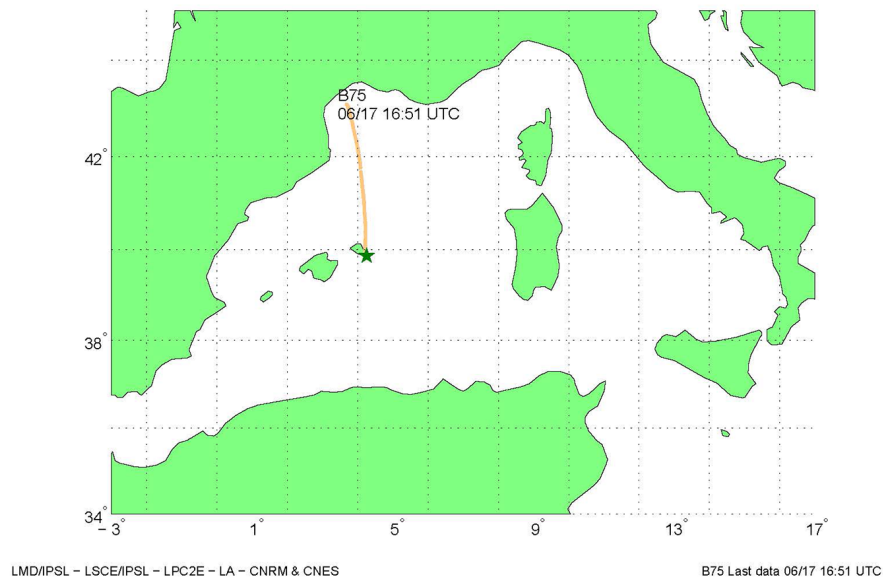 B75
06/17 16:51 UTC
42°
38°
34°
−3°
1°
5°
9°
13°
17°
LMD/IPSL − LSCE/IPSL − LPC2E − LA − CNRM & CNES
B75 Last data 06/17 16:51 UTC